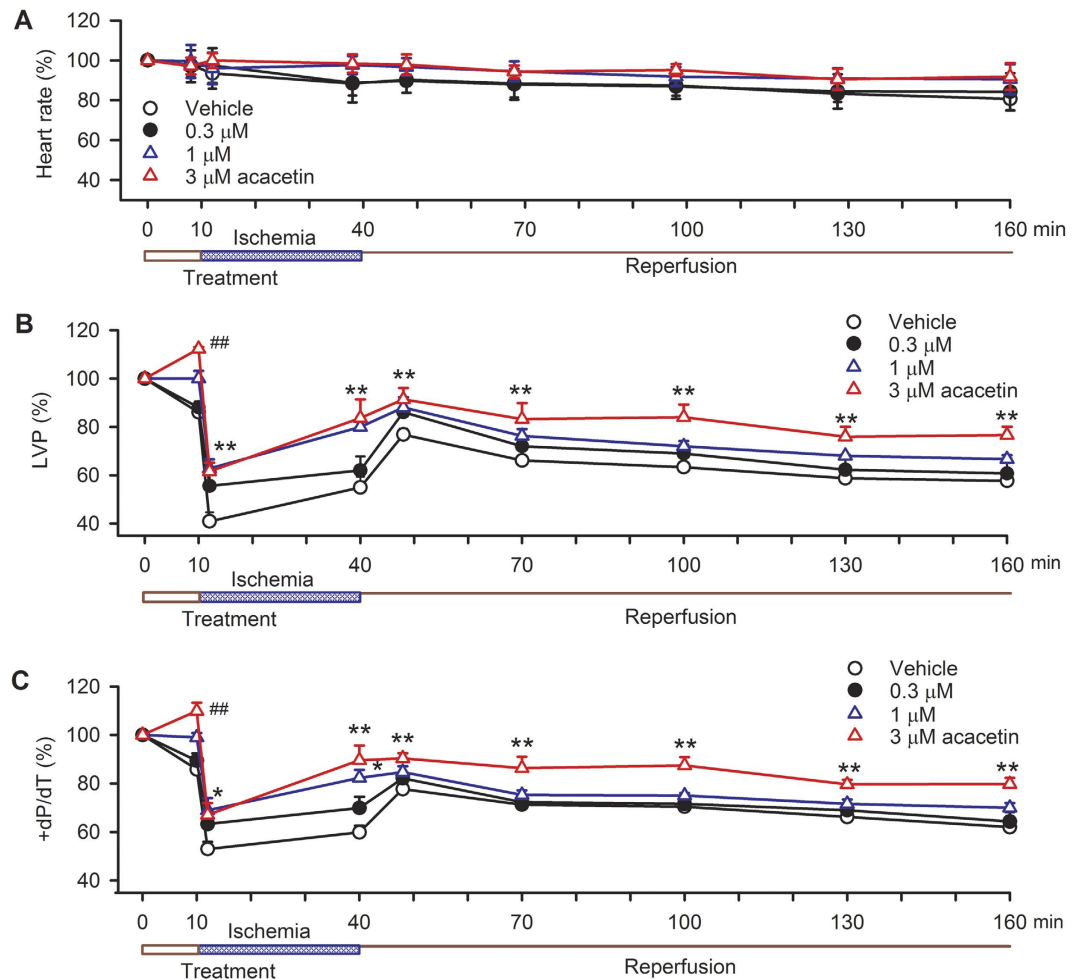 A
120
100
80
60
40
Heart rate (%)
Vehicle
0.3 μM
1 μM
3 μM acacetin
0 10 40 70 100 130 160 min
Ischemia
Treatment
Reperfusion
B
120
100
80
60
40
LVP (%)
##
**
**
**
**
**
**
**
Vehicle
0.3 μM
1 μM
3 μM acacetin
0 10 40 70 100 130 160 min
Ischemia
Treatment
Reperfusion
C
120
100
80
60
40
+dP/dT (%)
##
*
**
*
**
**
**
**
**
Vehicle
0.3 μM
1 μM
3 μM acacetin
0 10 40 70 100 130 160 min
Ischemia
Treatment
Reperfusion